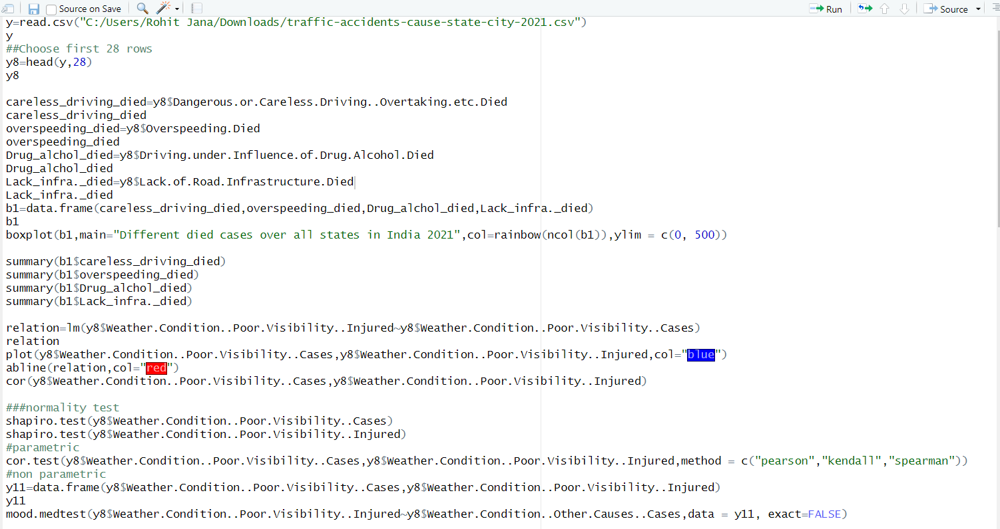 Source on Save
Run
Source
y=read.csv("C:/Users/Rohit Jana/Downloads/traffic-accidents-cause-state-city-2021.csv")
y
##Choose first 28 rows
y8=head(y,28)
y8
careless_driving_died=y8$Dangerous.or.Careless.Driving..Overtaking.etc.Died
careless_driving_died
overspeeding_died=y8$Overspeeding.Died
overspeeding_died
Drug_alchol_died=y8$Driving.under.Influence.of.Drug.Alcohol.Died
Drug_alchol_died
Lack_infra._died=y8$Lack.of.Road.Infrastructure.Died
Lack_infra._died
b1=data.frame(careless_driving_died,overspeeding_died,Drug_alchol_died,Lack_infra._died)
b1
boxplot(b1,main="Different died cases over all states in India 2021",col=rainbow(ncol(b1)),ylim = c(0, 500))
summary(b1$careless_driving_died)
summary(b1$overspeeding_died)
summary(b1$Drug_alchol_died)
summary(b1$Lack_infra._died)
relation=lm(y8$Weather.Condition..Poor.Visibility..Injured~y8$Weather.Condition..Poor.Visibility..Cases)
relation
plot(y8$Weather.Condition..Poor.Visibility..Cases,y8$Weather.Condition..Poor.Visibility..Injured,col="blue")
abline(relation,col="red")
cor(y8$Weather.Condition..Poor.Visibility..Cases,y8$Weather.Condition..Poor.Visibility..Injured)
###normality test
shapiro.test(y8$Weather.Condition..Poor.Visibility..Cases)
shapiro.test(y8$Weather.Condition..Poor.Visibility..Injured)
#parametric
cor.test(y8$Weather.Condition..Poor.Visibility..Cases,y8$Weather.Condition..Poor.Visibility..Injured,method = c("pearson","kendall","spearman"))
#non parametric
y11=data.frame(y8$Weather.Condition..Poor.Visibility..Cases,y8$Weather.Condition..Poor.Visibility..Injured)
y11
mood.medtest(y8$Weather.Condition..Poor.Visibility..Injured~y8$Weather.Condition..Other.Causes..Cases,data = y11, exact=FALSE)